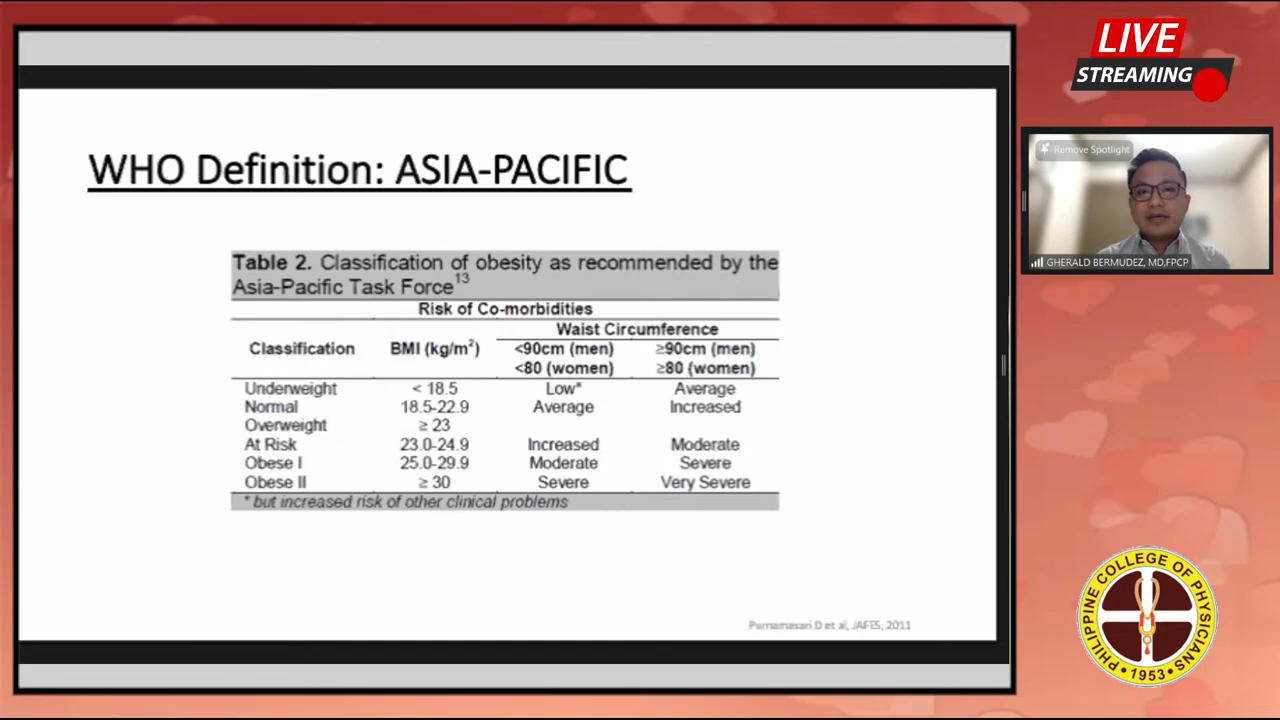 LIVE
STREAMING
WHO Definition: ASIA-PACIFIC
Table 2. Classification of obesity as recommended by the
Asia-Pacific Task Force13
Risk of Co-morbidities
Waist Circumference
Classification BMI (kg/m2) <90cm (men) ≥90cm (men)
<80 (women) ≥80 (women)
Underweight < 18.5 Low* Average
Normal 18.5-22.9 Average Increased
Overweight ≥ 23
At Risk 23.0-24.9 Increased Moderate
Obese I 25.0-29.9 Moderate Severe
Obese II ≥ 30 Severe Very Severe
* but increased risk of other clinical problems
Purnamasari D et al, JAFES, 2011
Remove Spotlight
GHERALD BERMUDEZ, MD,FPCP
PHILIPPINE COLLEGE OF PHYSICIANS
1953